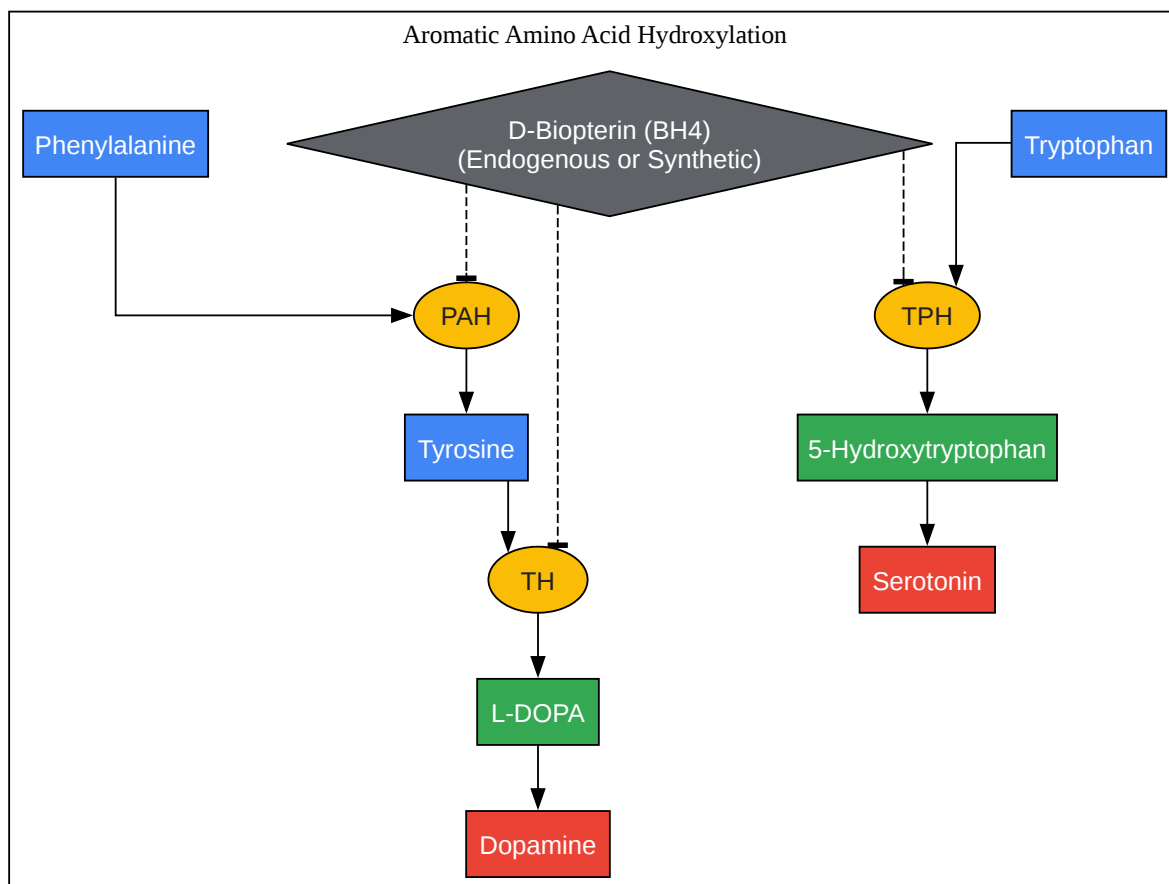 Aromatic Amino Acid Hydroxylation
Phenylalanine
D-Biopterin (BH4)
(Endogenous or Synthetic)
Tryptophan
PAH
TPH
Tyrosine
5-Hydroxytryptophan
TH
Serotonin
L-DOPA
Dopamine